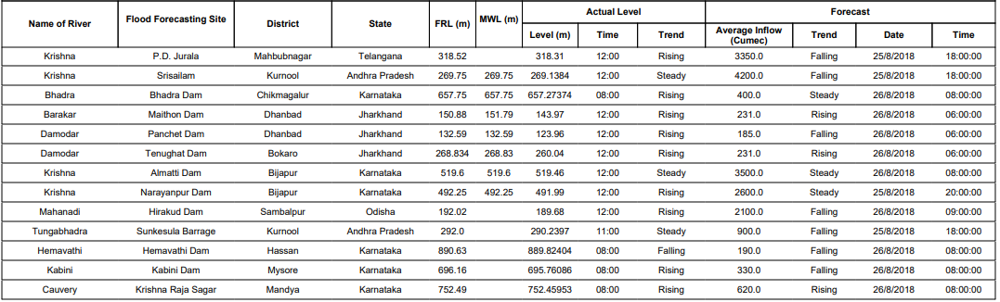 Name of River Flood Forecasting Site District State FRL (m) MWL (m) Actual Level Forecast
Level (m) Time Trend Average Inflow (Cumec) Trend Date Time
Krishna P.D. Jurala Mahbubnagar Telangana 318.52 318.31 12:00 Rising 3350.0 Falling 25/8/2018 18:00:00
Krishna Srisailam Kurnool Andhra Pradesh 269.75 269.75 269.1384 12:00 Steady 4200.0 Falling 25/8/2018 18:00:00
Bhadra Bhadra Dam Chikmagalur Karnataka 657.75 657.75 657.27374 08:00 Rising 400.0 Steady 26/8/2018 08:00:00
Barakar Maithon Dam Dhanbad Jharkhand 150.88 151.79 143.97 12:00 Rising 231.0 Rising 26/8/2018 06:00:00
Damodar Panchet Dam Dhanbad Jharkhand 132.59 132.59 123.96 12:00 Rising 185.0 Falling 26/8/2018 06:00:00
Damodar Tenughat Dam Bokaro Jharkhand 268.834 268.83 260.04 12:00 Rising 231.0 Rising 26/8/2018 06:00:00
Krishna Almatti Dam Bijapur Karnataka 519.6 519.6 519.46 12:00 Steady 3500.0 Steady 26/8/2018 08:00:00
Krishna Narayanpur Dam Bijapur Karnataka 492.25 492.25 491.99 12:00 Rising 2600.0 Steady 25/8/2018 20:00:00
Mahanadi Hirakud Dam Sambalpur Odisha 192.02 189.68 12:00 Rising 2100.0 Falling 26/8/2018 09:00:00
Tungabhadra Sunkesula Barrage Kurnool Andhra Pradesh 292.0 290.2397 11:00 Steady 900.0 Falling 25/8/2018 18:00:00
Hemavathi Hemavathi Dam Hassan Karnataka 890.63 889.82404 08:00 Falling 190.0 Falling 26/8/2018 08:00:00
Kabini Kabini Dam Mysore Karnataka 696.16 695.76086 08:00 Rising 330.0 Falling 26/8/2018 08:00:00
Cauvery Krishna Raja Sagar Mandya Karnataka 752.49 752.45953 08:00 Rising 620.0 Rising 26/8/2018 08:00:00